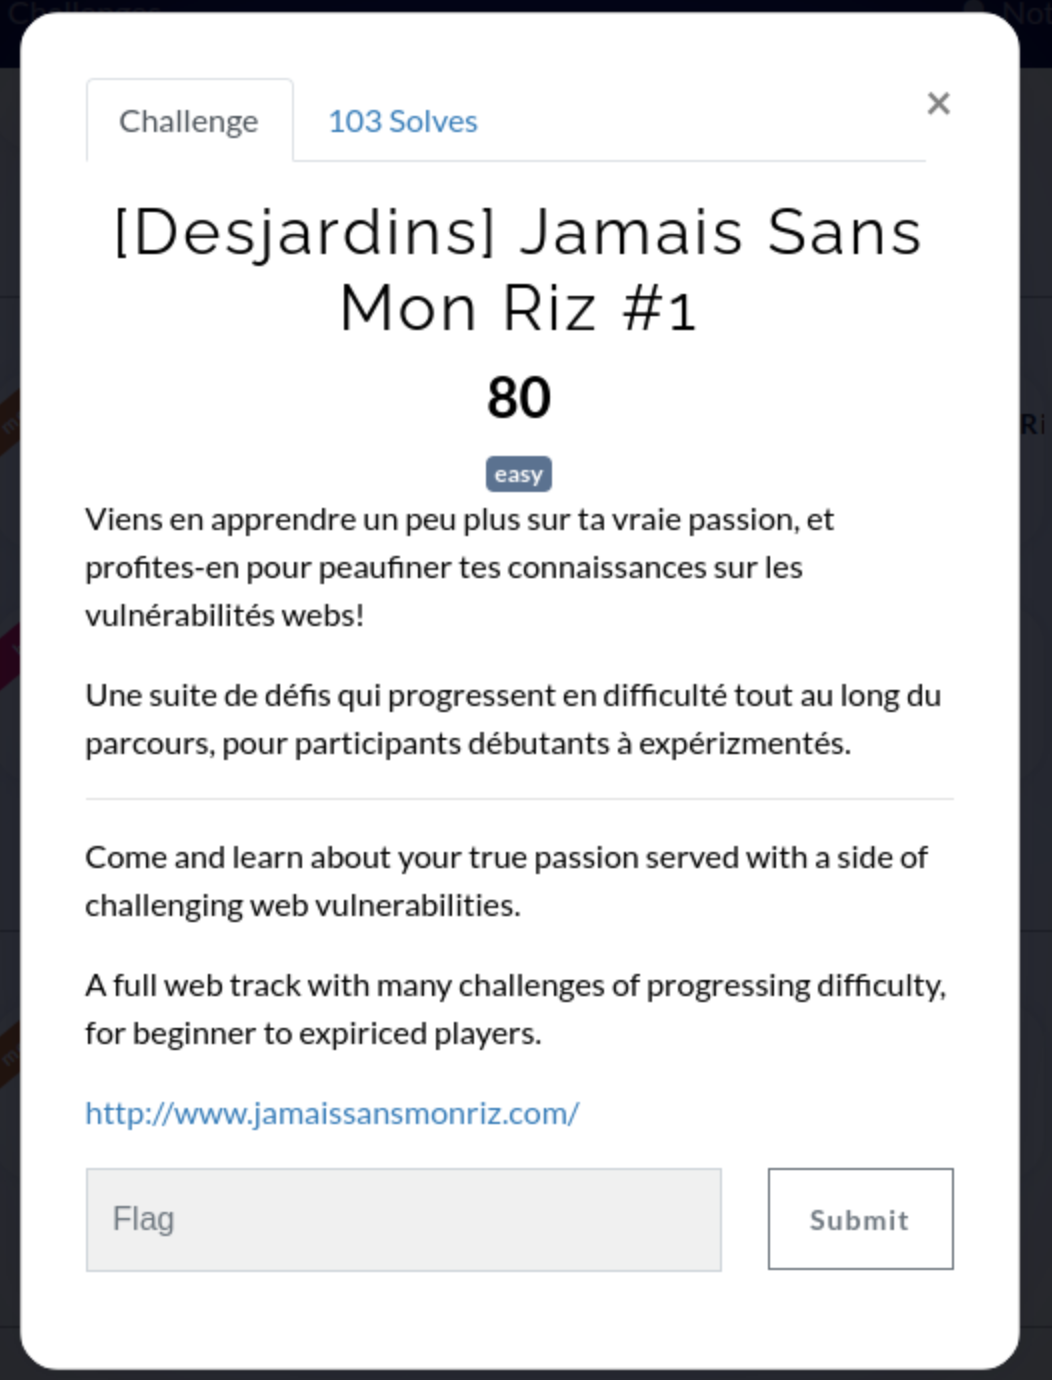 Challenges
Not
Challenge
103 Solves
×
[Desjardins] Jamais Sans
Mon Riz #1
80
Ri
easy
Viens en apprendre un peu plus sur ta vraie passion, et
profites-en pour peaufiner tes connaissances sur les
vulnérabilités webs!
Une suite de défis qui progressent en difficulté tout au long du
parcours, pour participants débutants à expérizmentés.
Come and learn about your true passion served with a side of
challenging web vulnerabilities.
A full web track with many challenges of progressing difficulty,
for beginner to expiriced players.
http://www.jamaissansmonriz.com/
Flag
Submit